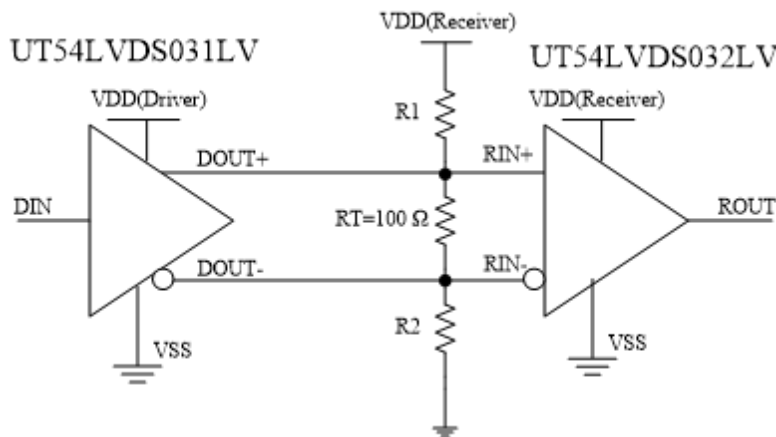 VDD(Receiver)
UT54LVDS031LV
UT54LVDS032LV
VDD(Driver)
VDD(Receiver)
R1
DOUT+
RIN+
DIN
RT=100 Ω
ROUT
DOUT-
RIN-
R2
VSS
VSS